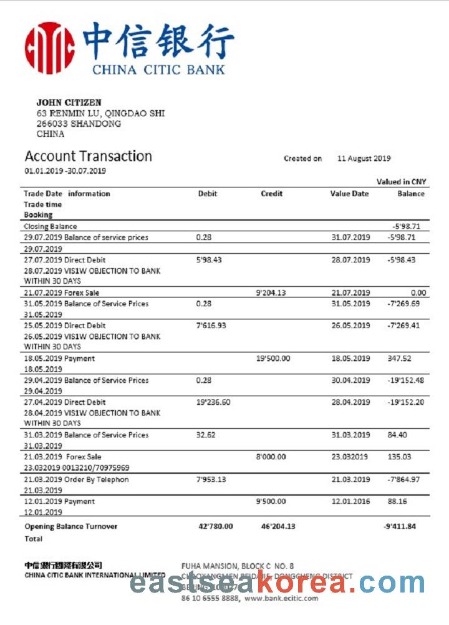 中信银行
CHINA CITIC BANK
JOHN CITIZEN
63 RENMIN LU, QINGDAO SHI
266033 SHANDONG
CHINA
Account Transaction
Created on 11 August 2019
01.01.2019 -30.07.2019
Valued in CNY
Trade Date information Debit Credit Value Date Balance
Trade time
Booking
Closing Balance -5'98.71
29.07.2019 Balance of service prices 0.28 31.07.2019 -5'98.71
29.07.2019
27.07.2019 Direct Debit 5'98.43 28.07.2019 -5'98.43
28.07.2019 VIS1W OBJECTION TO BANK
WITHIN 30 DAYS
21.07.2019 Forex Sale 9'204.13 21.07.2019 0.00
31.05.2019 Balance of Service Prices 0.28 31.05.2019 -7'269.69
31.05.2019
25.05.2019 Direct Debit 7'616.93 26.05.2019 -7'269.41
26.05.2019 VIS1W OBJECTION TO BANK
WITHIN 30 DAYS
18.05.2019 Payment 19'500.00 18.05.2019 347.52
18.05.2019
29.04.2019 Balance of Service Prices 0.28 30.04.2019 -19'152.48
29.04.2019
27.04.2019 Direct Debit 19'236.60 28.04.2019 -19'152.20
28.04.2019 VIS1W OBJECTION TO BANK
WITHIN 30 DAYS
31.03.2019 Balance of Service Prices 32.62 31.03.2019 84.40
31.03.2019
21.03.2019 Forex Sale 8'000.00 23.032019 135.03
23.032019 0013210/70975969
21.03.2019 Order By Telephon 7'953.13 21.03.2019 -7'864.97
21.03.2019
12.01.2019 Payment 9'500.00 12.01.2016 88.16
12.01.2019
Opening Balance Turnover 42'780.00 46'204.13 -9'411.84
Total
中信銀行國際有限公司
CHINA CITIC BANK INTERNATIONAL LIMITED
FUHA MANSION, BLOCK C NO. 8
DISTRICT
eastseakorea.com
86 10 6555 8888, www.bank.ecitic.com